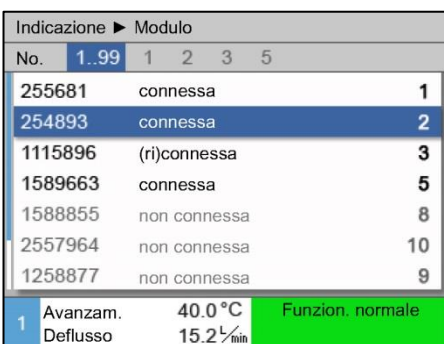 Indicazione ► Modulo
No. 1..99 1 2 3 5
255681 connessa 1
254893 connessa 2
1115896 (ri)connessa 3
1589663 connessa 5
1588855 non connessa 8
2557964 non connessa 10
1258877 non connessa 9
1 Avanzam. 40.0 °C Funzion. normale
Deflusso 15.2 L/min